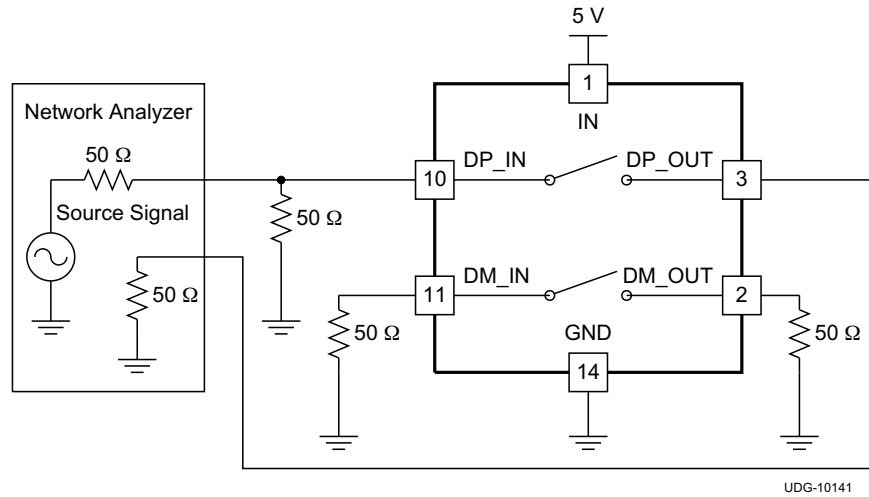 5 V
1
IN
Network Analyzer
50 Ω
Source Signal
50 Ω
50 Ω
10
DP_IN
DP_OUT
3
11
DM_IN
DM_OUT
2
50 Ω
50 Ω
GND
14
UDG-10141